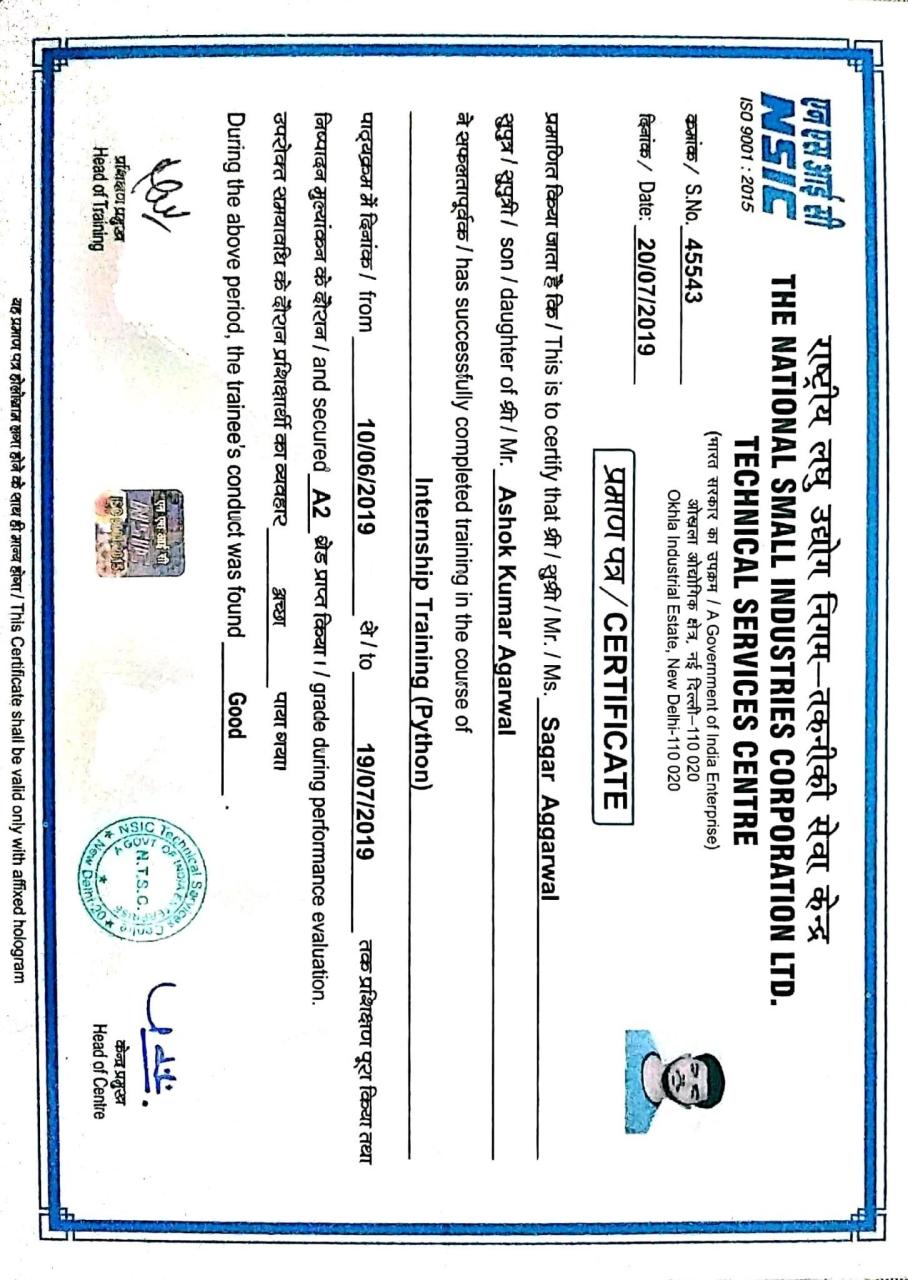 एन एस आई सी
NSIC
ISO 9001 : 2015
राष्ट्रीय लघु उद्योग निगम–तकनीकी सेवा केन्द्र
THE NATIONAL SMALL INDUSTRIES CORPORATION LTD.
TECHNICAL SERVICES CENTRE
(भारत सरकार का उपक्रम / A Government of India Enterprise)
ओखला औद्योगिक क्षेत्र, नई दिल्ली–110 020
Okhla Industrial Estate, New Delhi-110 020
क्रमांक / S.No. 45543
दिनांक / Date: 20/07/2019
प्रमाण पत्र / CERTIFICATE
प्रमाणित किया जाता है कि / This is to certify that श्री / सुश्री / Mr. / Ms. Sagar Aggarwal
सुपुत्र / सुपुत्री / son / daughter of श्री / Mr. Ashok Kumar Agarwal
ने सफलतापूर्वक / has successfully completed training in the course of
Internship Training (Python)
पाठ्यक्रम में दिनांक / from 10/06/2019 से / to 19/07/2019 तक प्रशिक्षण पूरा किया तथा
निष्पादन मुल्यांकन के दौरान / and secured A2 ग्रेड प्राप्त किया। / grade during performance evaluation.
उपरोक्त समयावधि के दौरान प्रशिक्षार्थी का व्यवहार अच्छा पाया गया।
During the above period, the trainee's conduct was found Good .
प्रशिक्षण प्रमुख
Head of Training
एन एस आई सी
NSIC
NSIC Technical Services Centre
A GOVT OF INDIA ENTERPRISE
N.T.S.C.
New Delhi-20
केन्द्र प्रमुख
Head of Centre
यह प्रमाण पत्र होलोग्राम लगा होने के साथ ही मान्य होगा / This Certificate shall be valid only with affixed hologram